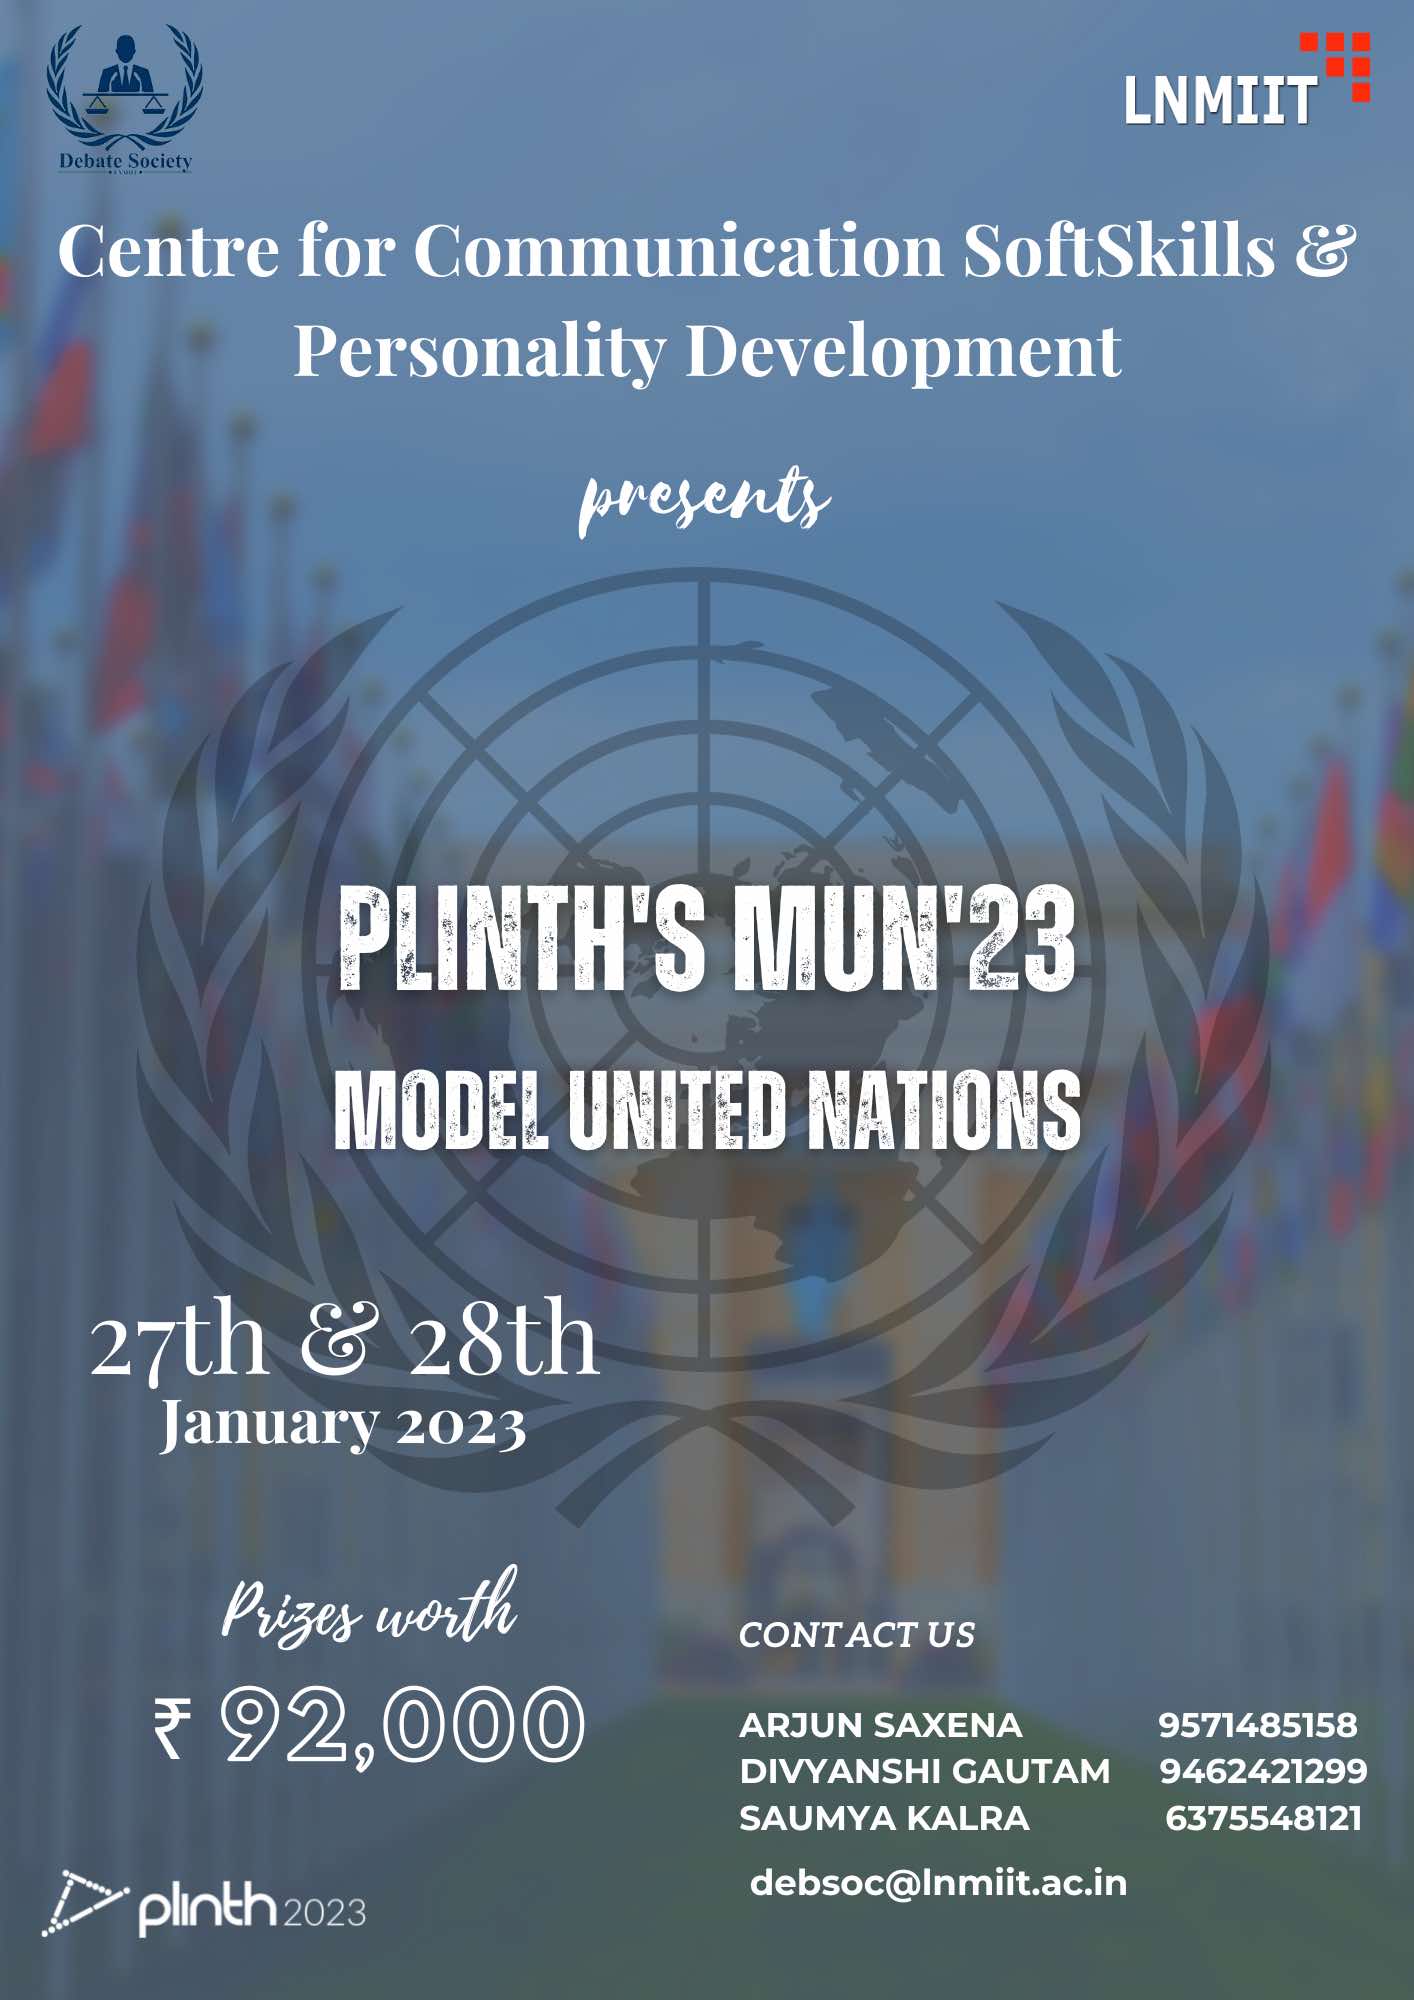 Debate Society
LNMIIT
Centre for Communication SoftSkills &
Personality Development
presents
PLINTH'S MUN'23
MODEL UNITED NATIONS
27th & 28th
January 2023
Prizes worth
₹ 92,000
CONTACT US
ARJUN SAXENA 9571485158
DIVYANSHI GAUTAM 9462421299
SAUMYA KALRA 6375548121
debsoc@lnmiit.ac.in
plinth 2023